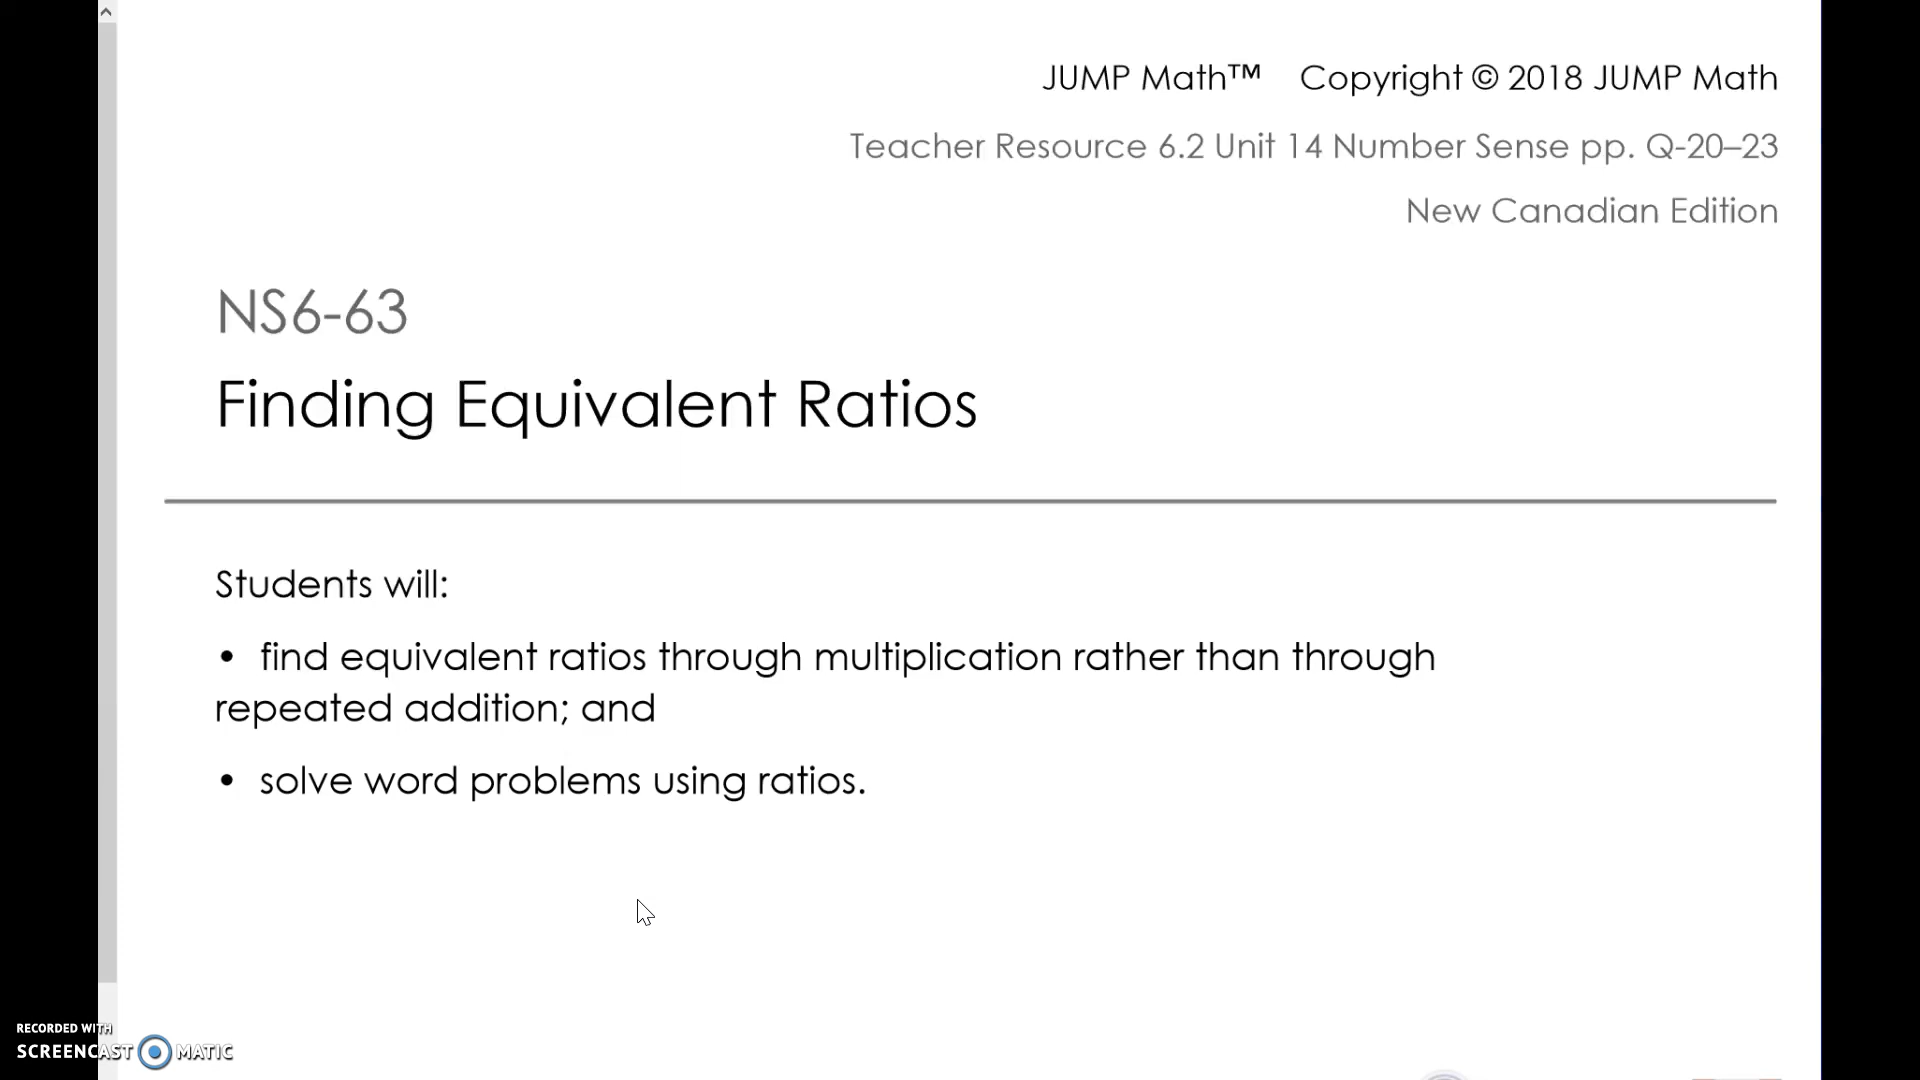 JUMP Math™ Copyright © 2018 JUMP Math
Teacher Resource 6.2 Unit 14 Number Sense pp. Q-20–23
New Canadian Edition
NS6-63
Finding Equivalent Ratios
Students will:
• find equivalent ratios through multiplication rather than through
repeated addition; and
• solve word problems using ratios.
RECORDED WITH
SCREENCAST MATIC